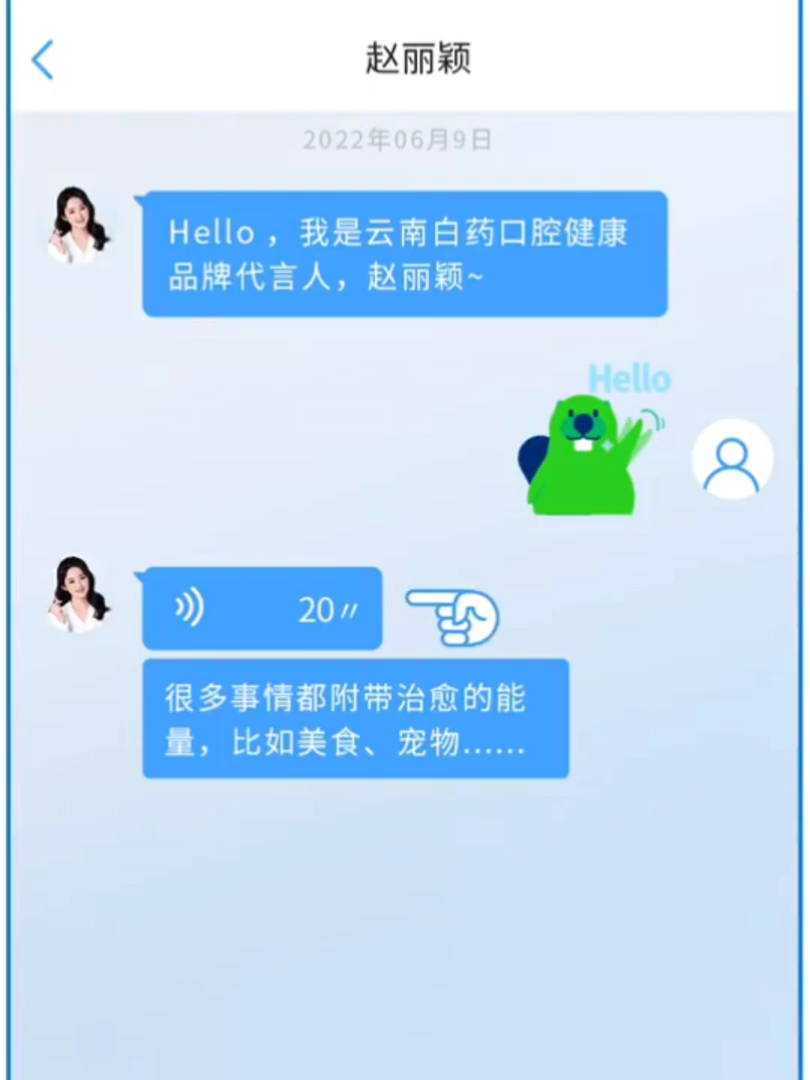 赵丽颖
2022年06月9日
Hello，我是云南白药口腔健康
品牌代言人，赵丽颖~
Hello
20〃
很多事情都附带治愈的能
量，比如美食、宠物......